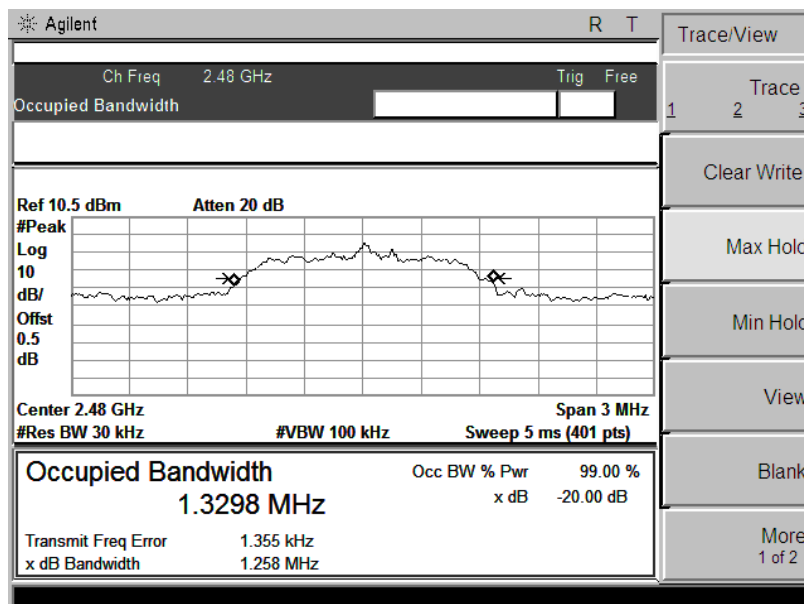 Agilent R T
Trace/View
Ch Freq 2.48 GHz Trig Free
Occupied Bandwidth
Trace
1 2 3
Clear Write
Max Hold
Min Hold
View
Blank
More
1 of 2
Ref 10.5 dBm Atten 20 dB
#Peak
Log
10
dB/
Offst
0.5
dB
Center 2.48 GHz Span 3 MHz
#Res BW 30 kHz #VBW 100 kHz Sweep 5 ms (401 pts)
Occupied Bandwidth Occ BW % Pwr 99.00 %
1.3298 MHz x dB -20.00 dB
Transmit Freq Error 1.355 kHz
x dB Bandwidth 1.258 MHz